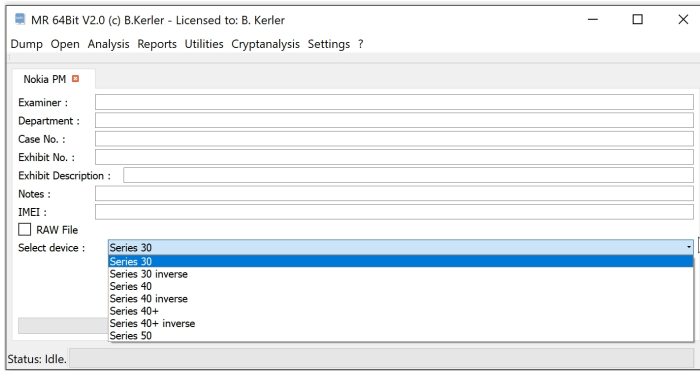 MR 64Bit V2.0 (c) B.Kerler - Licensed to: B. Kerler
Dump Open Analysis Reports Utilities Cryptanalysis Settings ?
Nokia PM
Examiner :
Department :
Case No. :
Exhibit No. :
Exhibit Description :
Notes :
IMEI :
RAW File
Select device : Series 30
Series 30
Series 30 inverse
Series 40
Series 40 inverse
Series 40+
Series 40+ inverse
Series 50
Status: Idle.